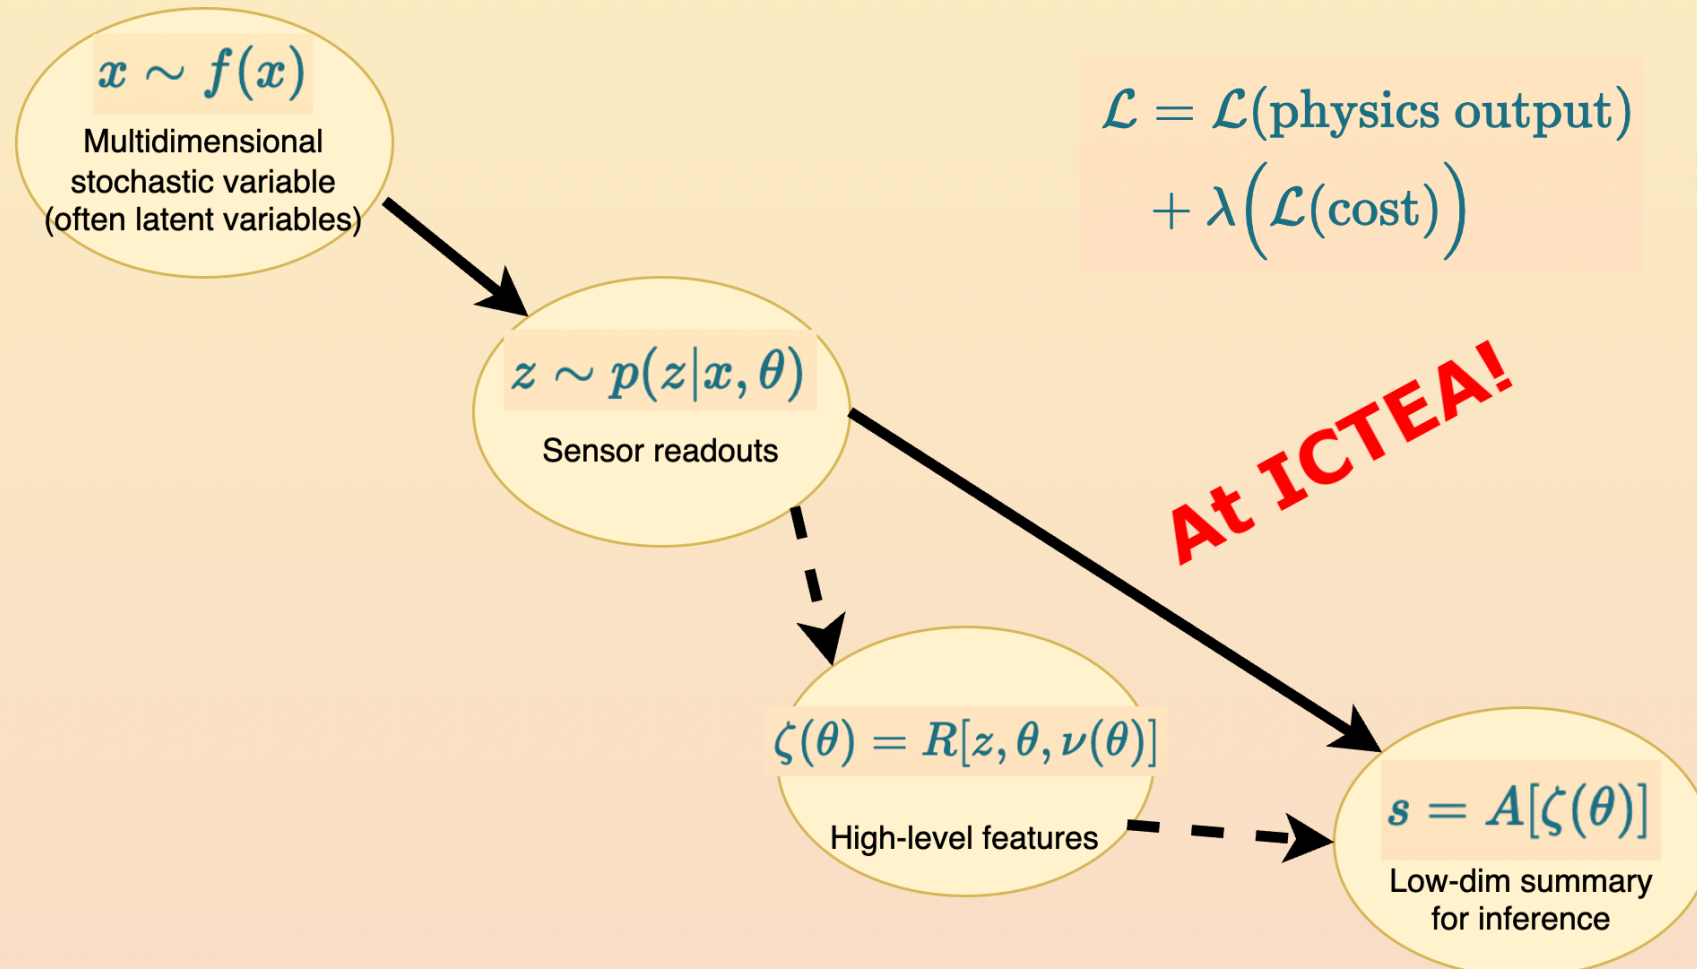 x ∼ f(x)
Multidimensional
stochastic variable
(often latent variables)
ℒ = ℒ(physics output)
+ λ(ℒ(cost))
z ∼ p(z|x, θ)
Sensor readouts
At ICTEA!
ζ(θ) = R[z, θ, ν(θ)]
High-level features
s = A[ζ(θ)]
Low-dim summary
for inference